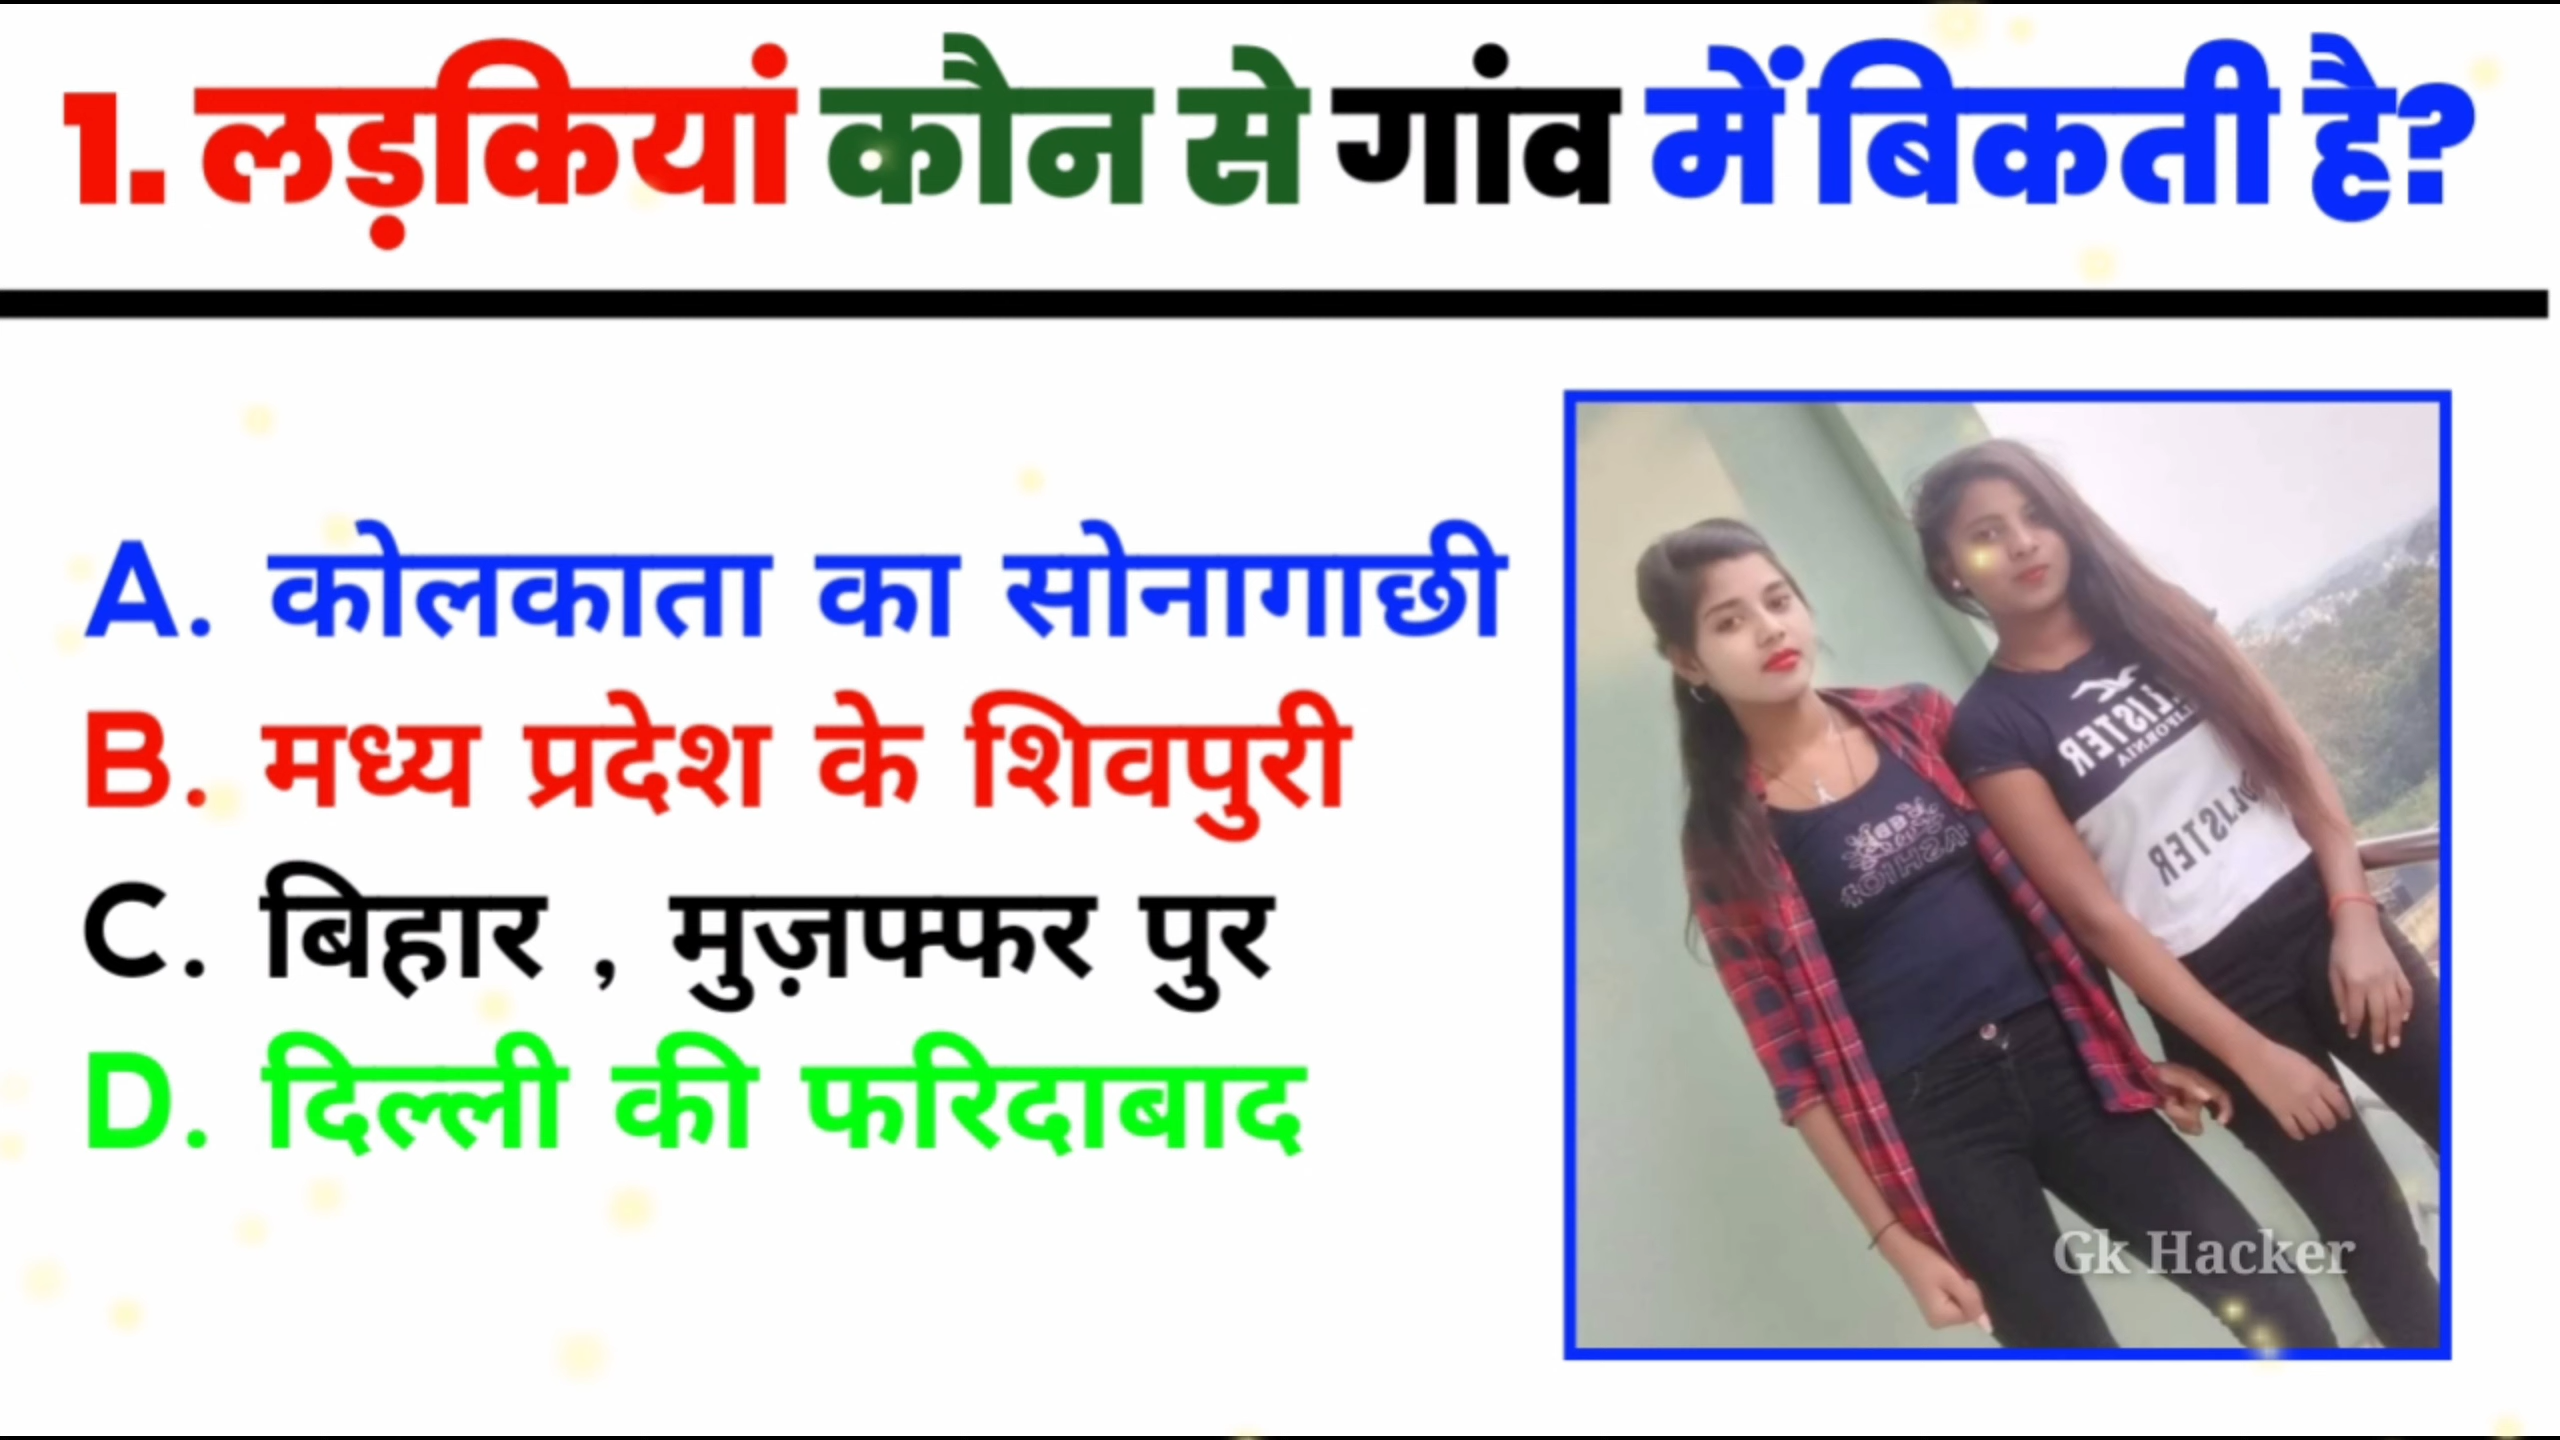 1. लड़कियां कौन से गांव में बिकती है?
A. कोलकाता का सोनागाछी
B. मध्य प्रदेश के शिवपुरी
C. बिहार , मुज़फ्फर पुर
D. दिल्ली की फरिदाबाद
Gk Hacker